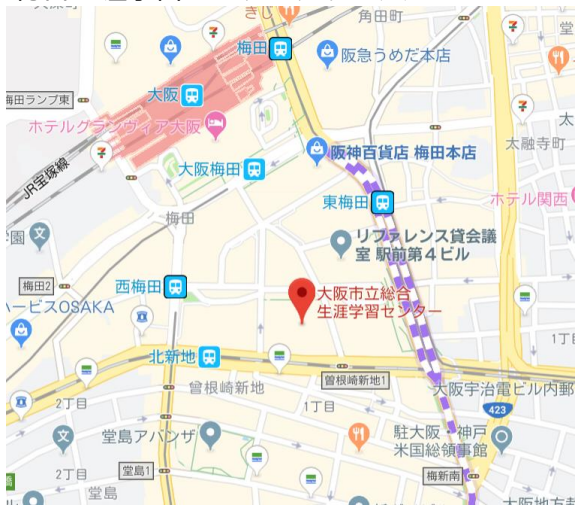 角田町
梅田
阪急うめだ本店
大阪
梅田ランプ東
ホテルグランヴィア大阪
太融寺町
大阪梅田
阪神百貨店 梅田本店
JR宝塚線
ホテル関西
梅田
東梅田
リファレンス貸会議
室 駅前第4ビル
梅田2
西梅田
大阪市立総合
生涯学習センター
ハービスOSAKA
北新地
曽根崎新地
曾根崎新地1
1丁目
大阪宇治電ビル内郵
2丁目
1丁目
423
堂島アバンザ
駐大阪・神戸
米国総領事館
2丁目
堂島1
梅新南
堂島